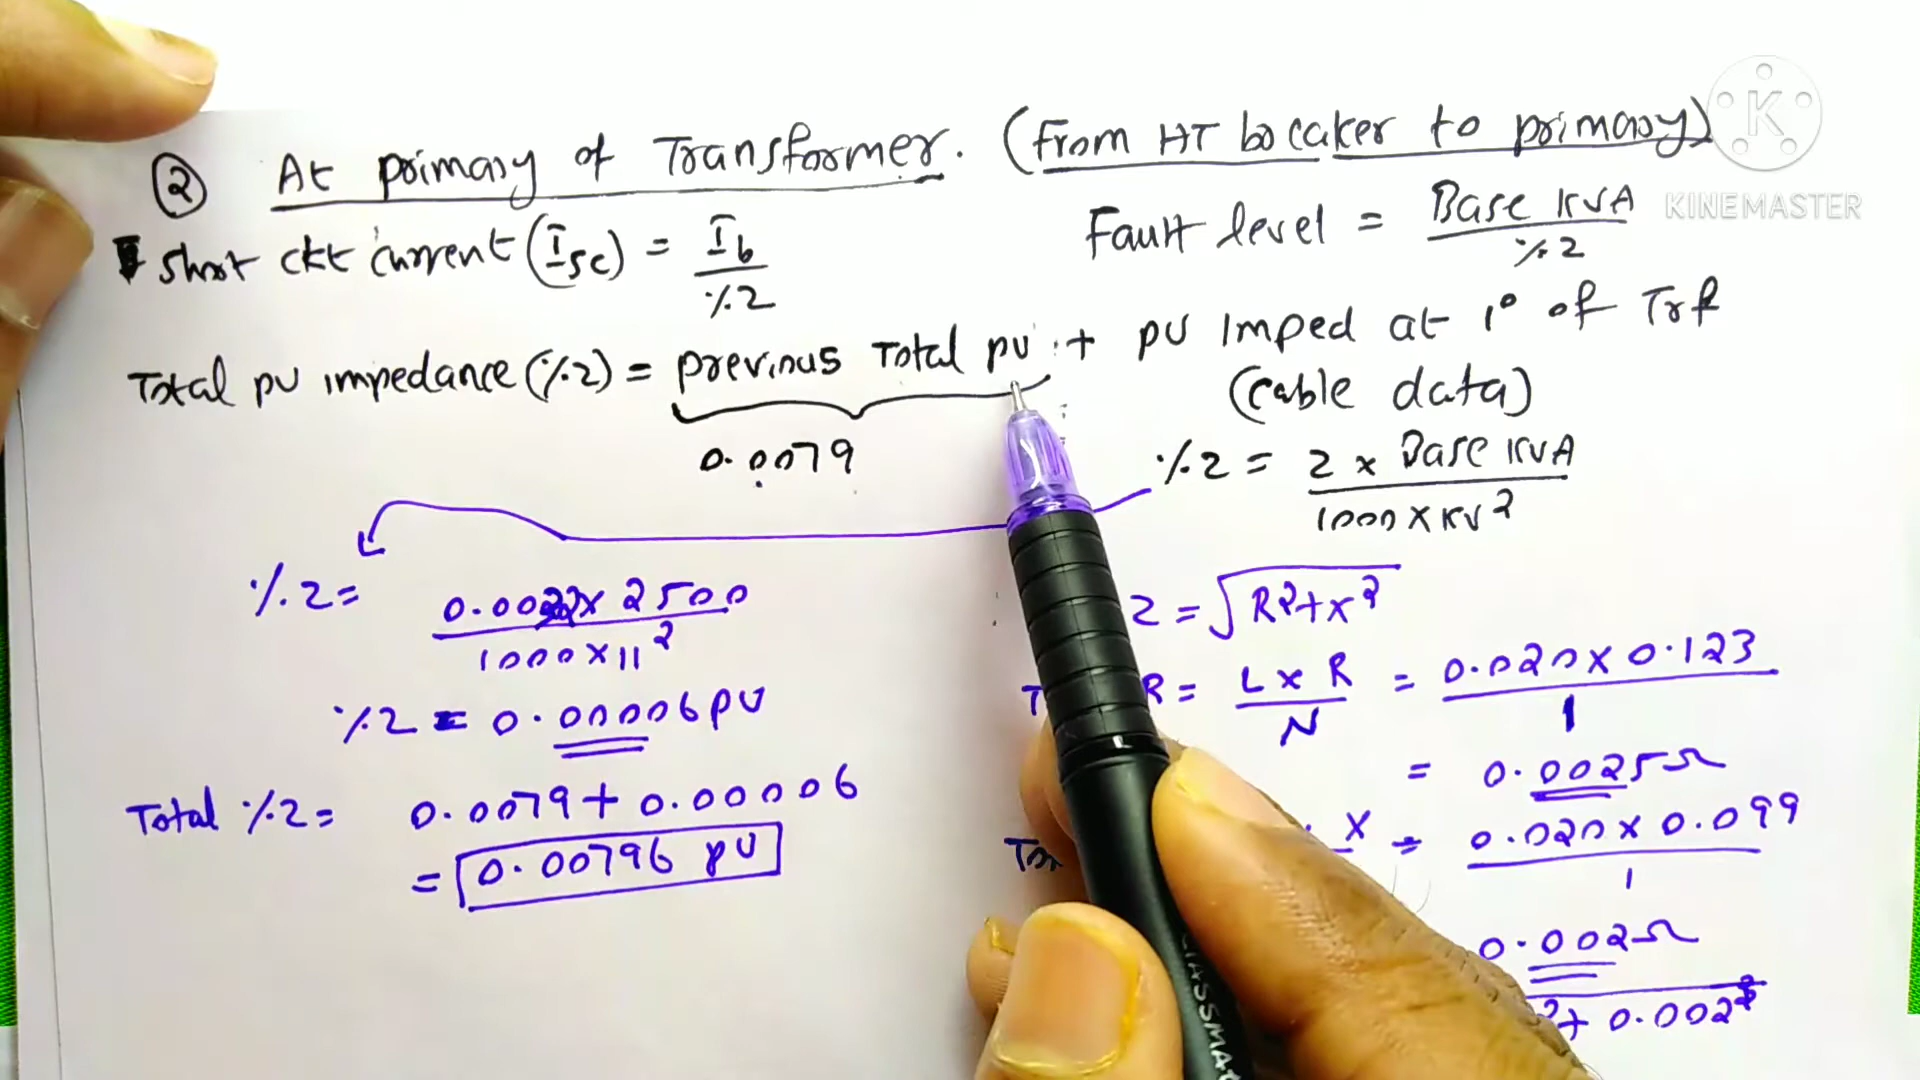 ② At primary of Transformer. (From HT breaker to primary)
Short ckt current (Isc) = Ib / %Z
Fault level = Base KVA / %Z
Total pu impedance (%Z) = previous Total pu + pu Imped at 1° of Trf
(cable data)
0.0079
%Z = Z x Base KVA / 1000 x KV²
%Z = 0.0022 x 2500 / 1000 x 11²
%Z = 0.00006 pu
Total %Z = 0.0079 + 0.00006
= 0.00796 pu
Z = √R²+X²
R = L x R / N = 0.020 x 0.123 / 1
= 0.0025Ω
X = 0.020 x 0.099 / 1
0.002Ω
² + 0.002²
K
KINEMASTER